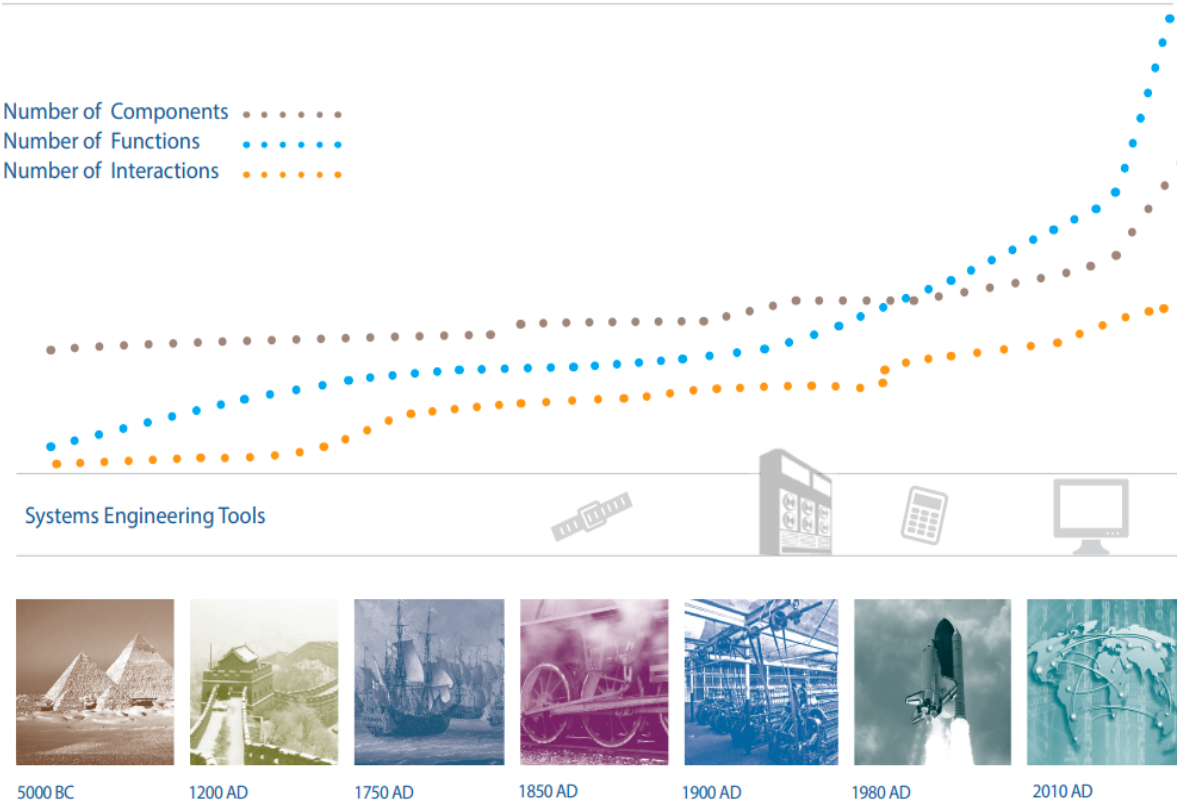 Number of Components
Number of Functions
Number of Interactions
Systems Engineering Tools
5000 BC
1200 AD
1750 AD
1850 AD
1900 AD
1980 AD
2010 AD